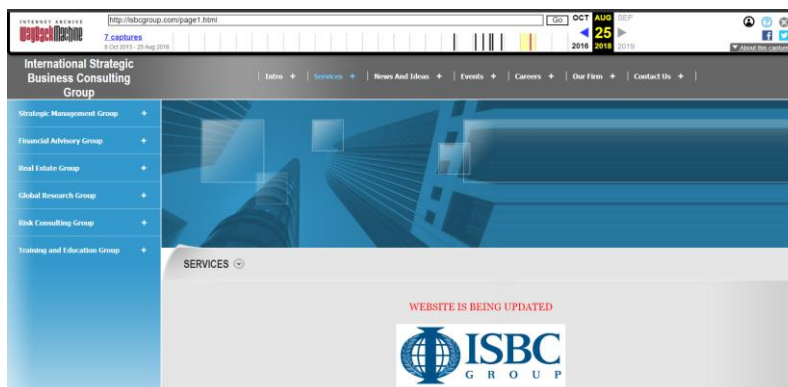 INTERNET ARCHIVE
WayBackMachine
http://isbcgroup.com/page1.html
Go
OCT AUG SEP
25
2016 2018 2019
7 captures
8 Oct 2013 - 25 Aug 2018
About this capture
International Strategic
Business Consulting
Group
| Intro + | Services + | News And Ideas + | Events + | Careers + | Our Firm + | Contact Us + |
Strategic Management Group +
Financial Advisory Group +
Real Estate Group +
Global Research Group +
Risk Consulting Group +
Training and Education Group +
SERVICES
WEBSITE IS BEING UPDATED
ISBC
GROUP